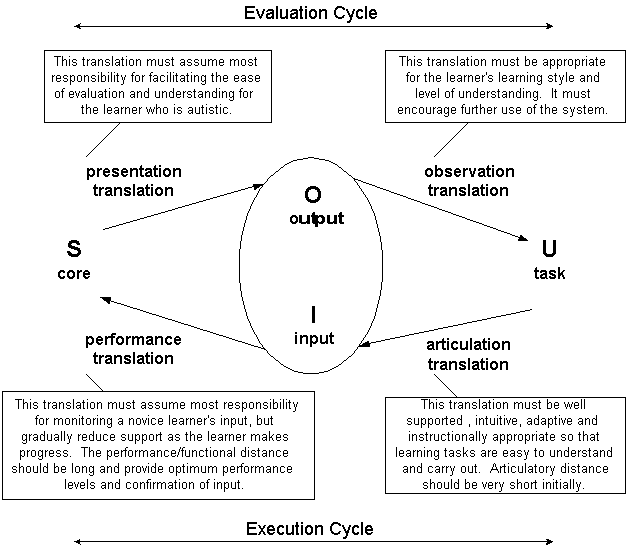 Evaluation Cycle
This translation must assume most
responsibility for facilitating the ease
of evaluation and understanding for
the learner who is autistic.
This translation must be appropriate
for the learner's learning style and
level of understanding. It must
encourage further use of the system.
presentation
translation
observation
translation
O
output
S
core
U
task
I
input
performance
translation
articulation
translation
This translation must assume most responsibility
for monitoring a novice learner's input, but
gradually reduce support as the learner makes
progress. The performance/functional distance
should be long and provide optimum performance
levels and confirmation of input.
This translation must be well
supported , intuitive, adaptive and
instructionally appropriate so that
learning tasks are easy to understand
and carry out. Articulatory distance
should be very short initially.
Execution Cycle